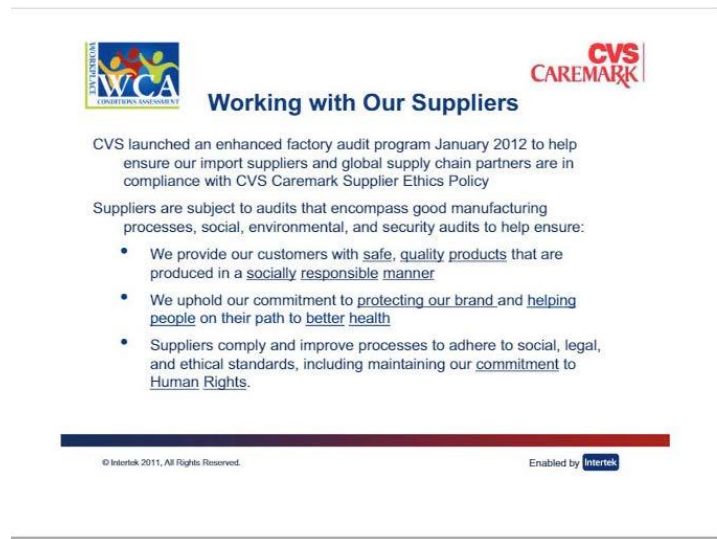 WORKPLACE
WCA
CONDITIONS ASSESSMENT
CVS
CAREMARK
Working with Our Suppliers
CVS launched an enhanced factory audit program January 2012 to help
ensure our import suppliers and global supply chain partners are in
compliance with CVS Caremark Supplier Ethics Policy
Suppliers are subject to audits that encompass good manufacturing
processes, social, environmental, and security audits to help ensure:
• We provide our customers with safe, quality products that are
produced in a socially responsible manner
• We uphold our commitment to protecting our brand and helping
people on their path to better health
• Suppliers comply and improve processes to adhere to social, legal,
and ethical standards, including maintaining our commitment to
Human Rights.
© Intertek 2011, All Rights Reserved.
Enabled by Intertek